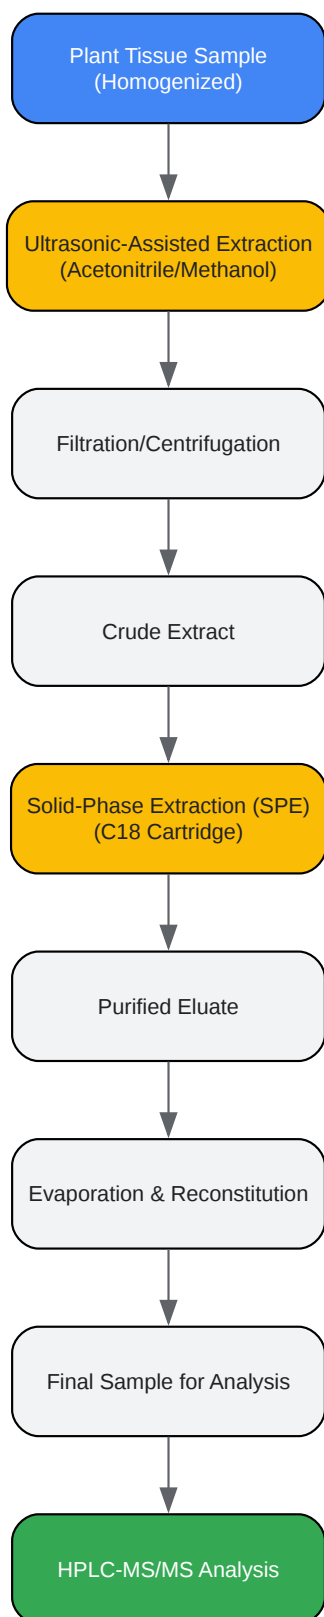 Plant Tissue Sample
(Homogenized)
Ultrasonic-Assisted Extraction
(Acetonitrile/Methanol)
Filtration/Centrifugation
Crude Extract
Solid-Phase Extraction (SPE)
(C18 Cartridge)
Purified Eluate
Evaporation & Reconstitution
Final Sample for Analysis
HPLC-MS/MS Analysis